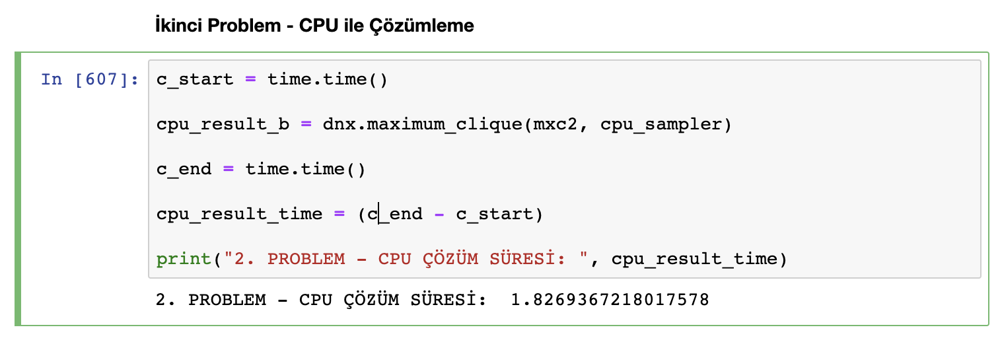 İkinci Problem - CPU ile Çözümleme
In [607]: c_start = time.time()
cpu_result_b = dnx.maximum_clique(mxc2, cpu_sampler)
c_end = time.time()
cpu_result_time = (c_end - c_start)
print("2. PROBLEM - CPU ÇÖZÜM SÜRESİ: ", cpu_result_time)
2. PROBLEM - CPU ÇÖZÜM SÜRESİ:  1.8269367218017578